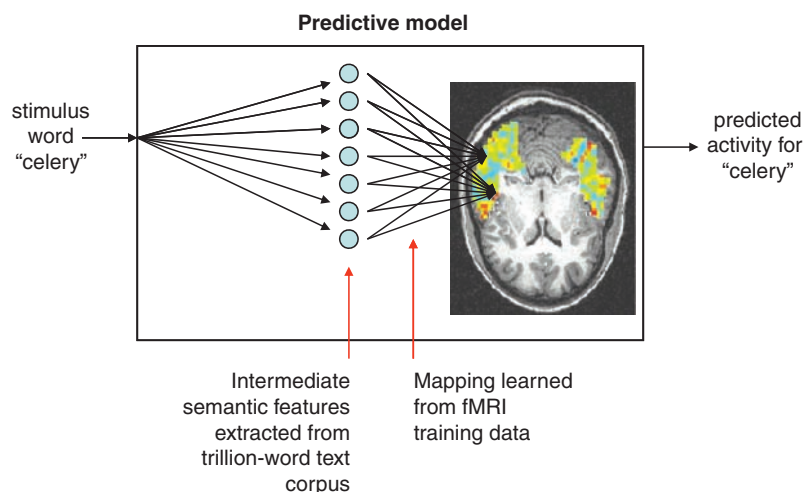 Predictive model
stimulus
word
“celery”
predicted
activity for
“celery”
Intermediate
semantic features
extracted from
trillion-word text
corpus
Mapping learned
from fMRI
training data